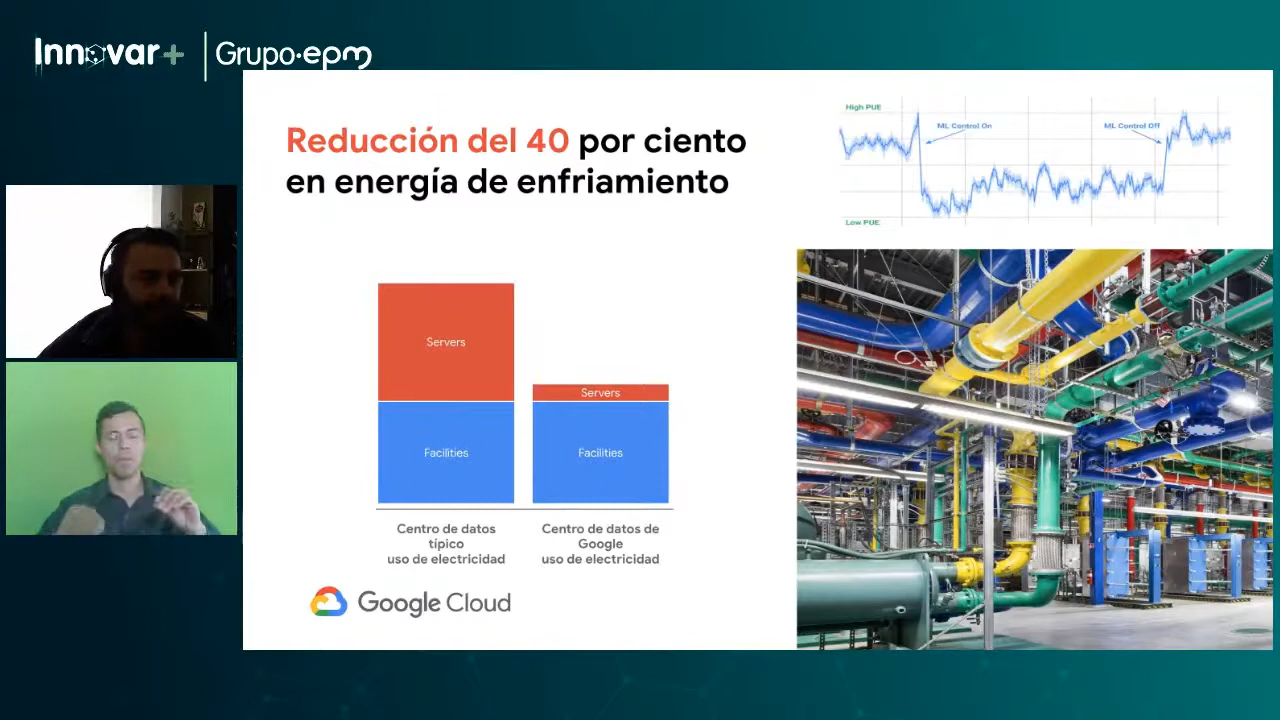 Innovar+
Grupo·epm
Reducción del 40 por ciento
en energía de enfriamiento
High PUE
ML Control On
ML Control Off
Low PUE
Servers
Facilities
Servers
Facilities
Centro de datos
típico
uso de electricidad
Centro de datos de
Google
uso de electricidad
Google Cloud